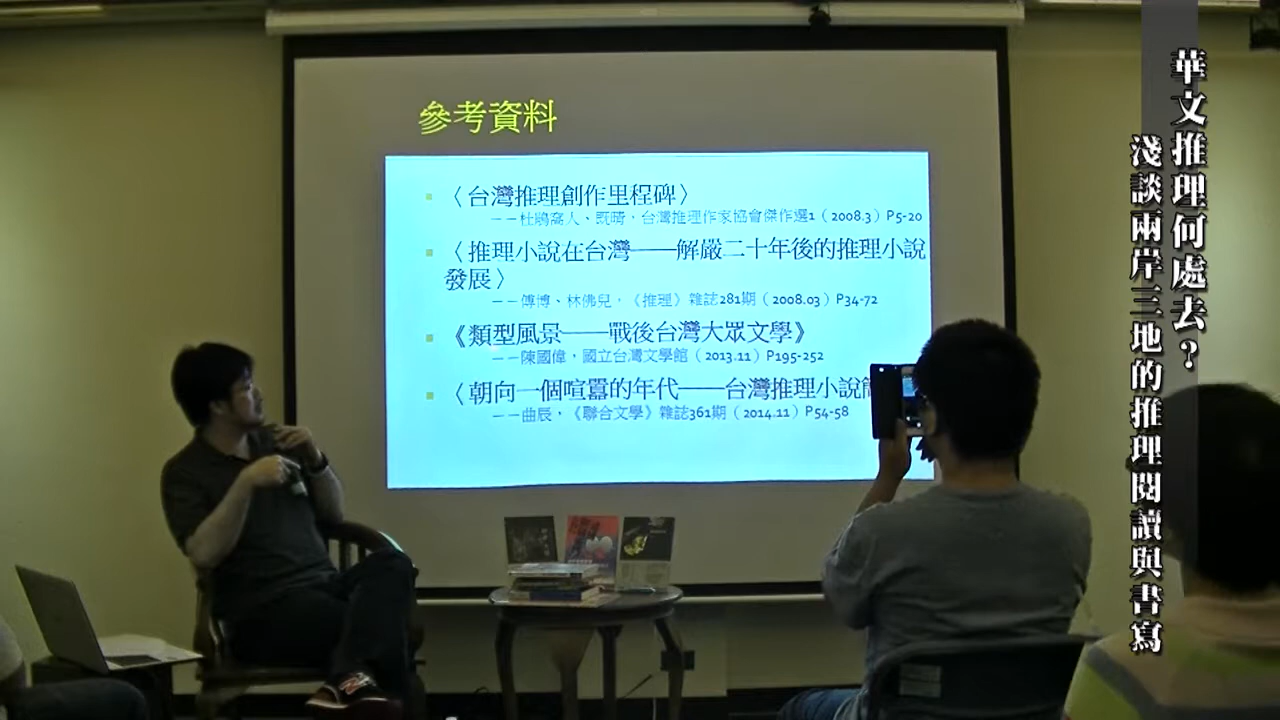 參考資料
〈台灣推理創作里程碑〉
——杜鵑窩人、既晴，台灣推理作家協會傑作選1（2008.3）P5-20
〈推理小說在台灣——解嚴二十年後的推理小說
發展〉
——傅博、林佛兒，《推理》雜誌281期（2008.03）P34-72
《類型風景——戰後台灣大眾文學》
——陳國偉，國立台灣文學館（2013.11）P195-252
〈朝向一個喧囂的年代——台灣推理小說簡
——曲辰，《聯合文學》雜誌361期（2014.11）P54-58
華文推理何處去？
淺談兩岸三地的推理閱讀與書寫